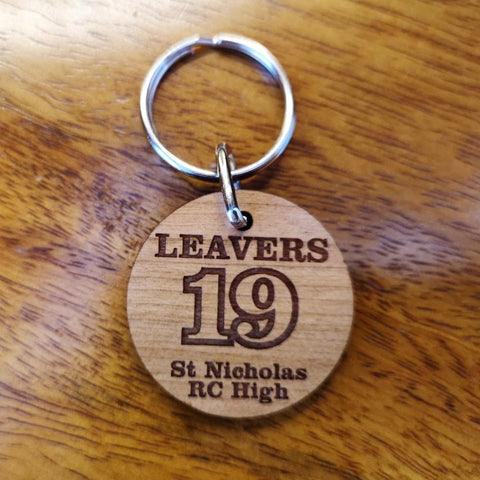 LEAVERS
19
St Nicholas
RC High